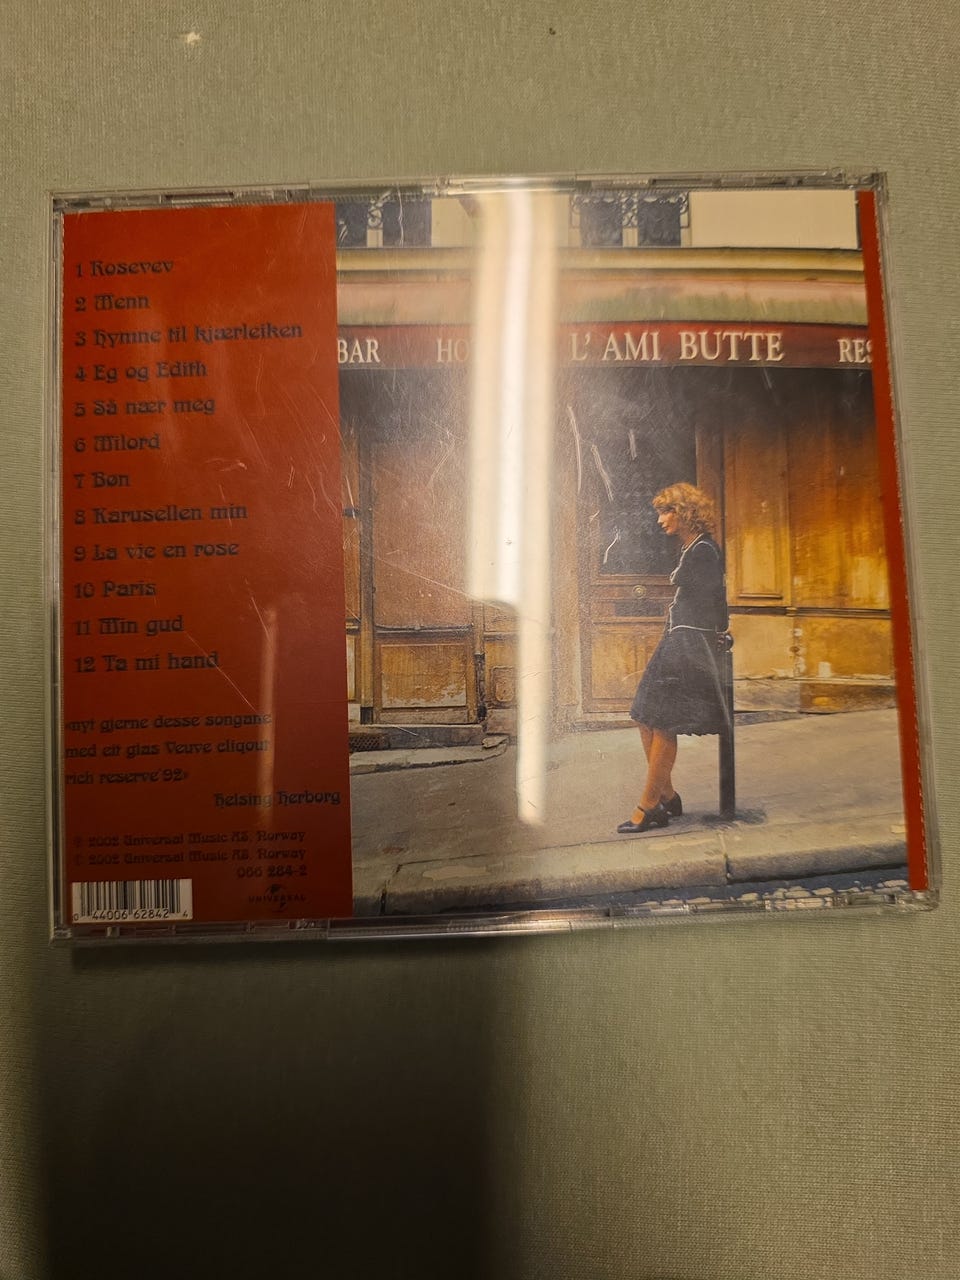 1 Rosevev
2 Menn
3 Hymne til kjærleiken
4 Eg og Edith
5 Så nær meg
6 Milord
7 Bøn
8 Karusellen min
9 La vie en rose
10 Paris
11 Min gud
12 Ta mi hand
«nyt gjerne desse songane
med eit glas Veuve cliqout
rich reserve'92»
Helsing Herborg
℗ 2002 Universal Music AS, Norway
© 2002 Universal Music AS, Norway
066 284-2
UNIVERSAL
0 44006 62842 4
BAR HO L' AMI BUTTE RES